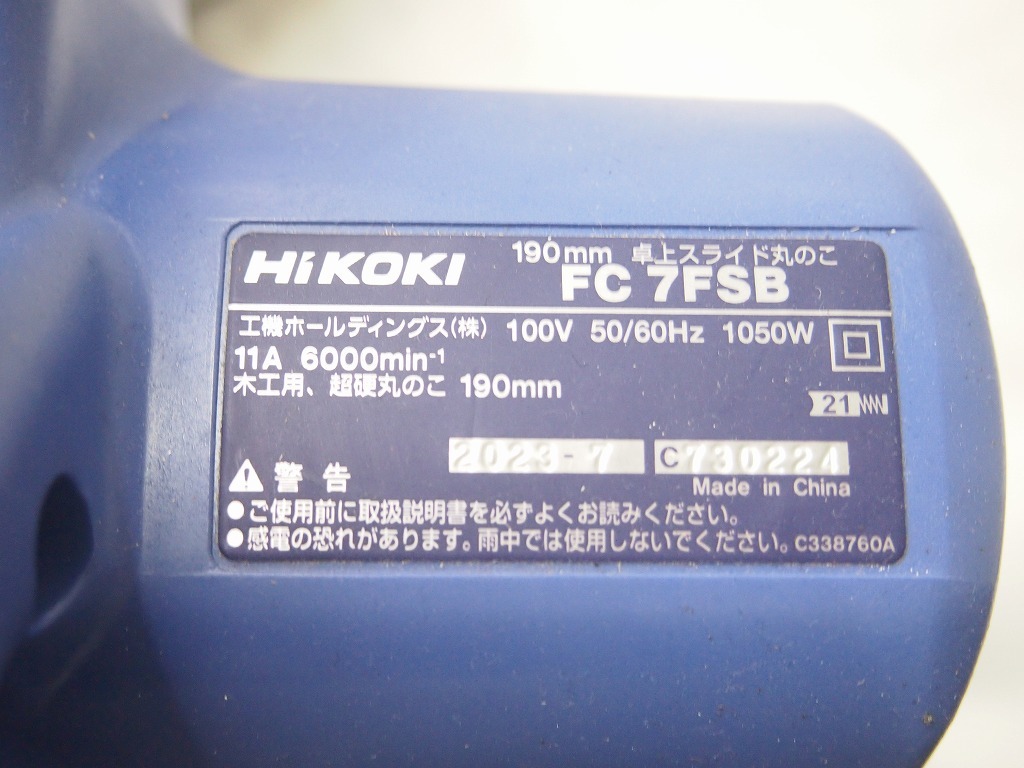 HiKOKI 190mm 卓上スライド丸のこ
FC 7FSB
工機ホールディングス(株) 100V 50/60Hz 1050W
11A 6000min⁻¹
木工用、超硬丸のこ 190mm
21
2023-7 C730224
Made in China
警告
●ご使用前に取扱説明書を必ずよくお読みください。
●感電の恐れがあります。雨中では使用しないでください。C338760A